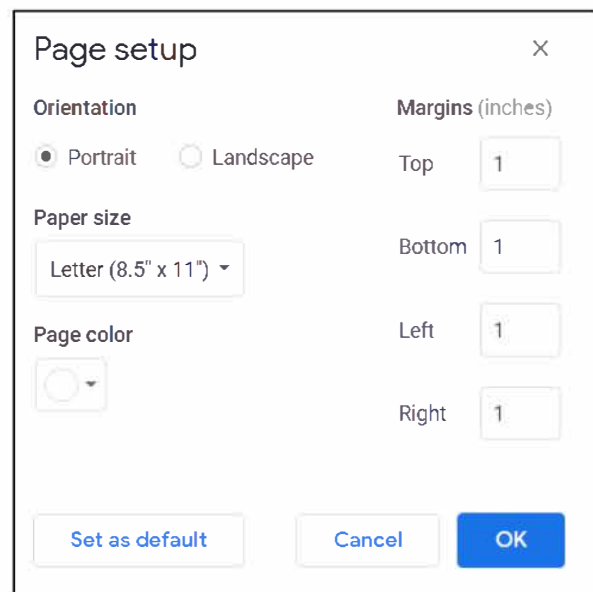 Page setup
Orientation
Portrait Landscape
Paper size
Letter (8.5" x 11")
Page color
Margins (inches)
Top 1
Bottom 1
Left 1
Right 1
Set as default Cancel OK